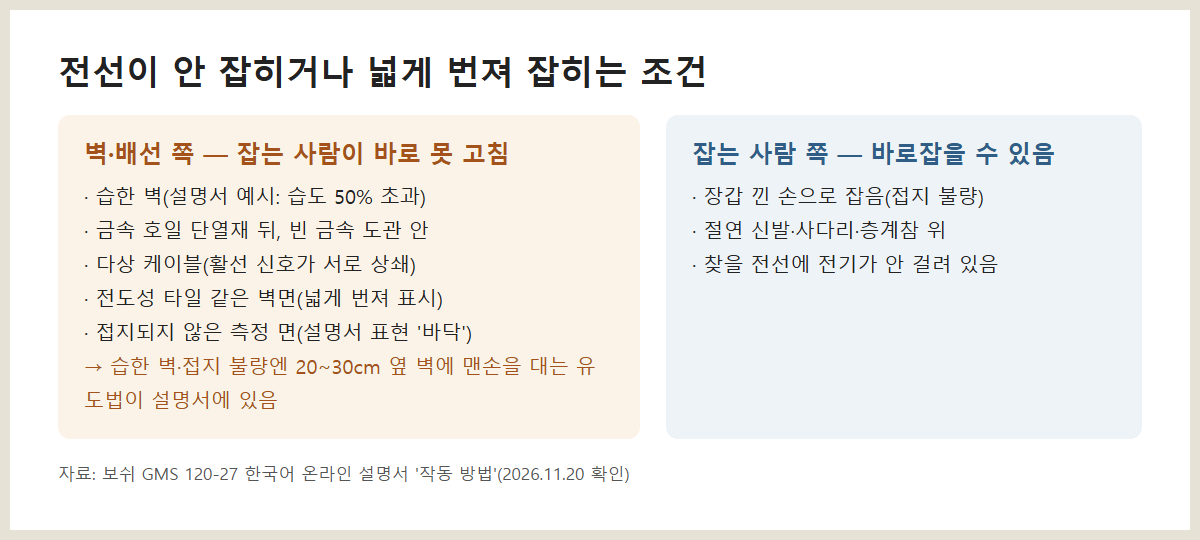 전선이 안 잡히거나 넓게 번져 잡히는 조건
벽·배선 쪽 — 잡는 사람이 바로 못 고침
· 습한 벽(설명서 예시: 습도 50% 초과)
· 금속 호일 단열재 뒤, 빈 금속 도관 안
· 다상 케이블(활선 신호가 서로 상쇄)
· 전도성 타일 같은 벽면(넓게 번져 표시)
· 접지되지 않은 측정 면(설명서 표현 '바닥')
→ 습한 벽·접지 불량엔 20~30cm 옆 벽에 맨손을 대는 유
도법이 설명서에 있음
잡는 사람 쪽 — 바로잡을 수 있음
· 장갑 낀 손으로 잡음(접지 불량)
· 절연 신발·사다리·층계참 위
· 찾을 전선에 전기가 안 걸려 있음
자료: 보쉬 GMS 120-27 한국어 온라인 설명서 '작동 방법'(2026.11.20 확인)